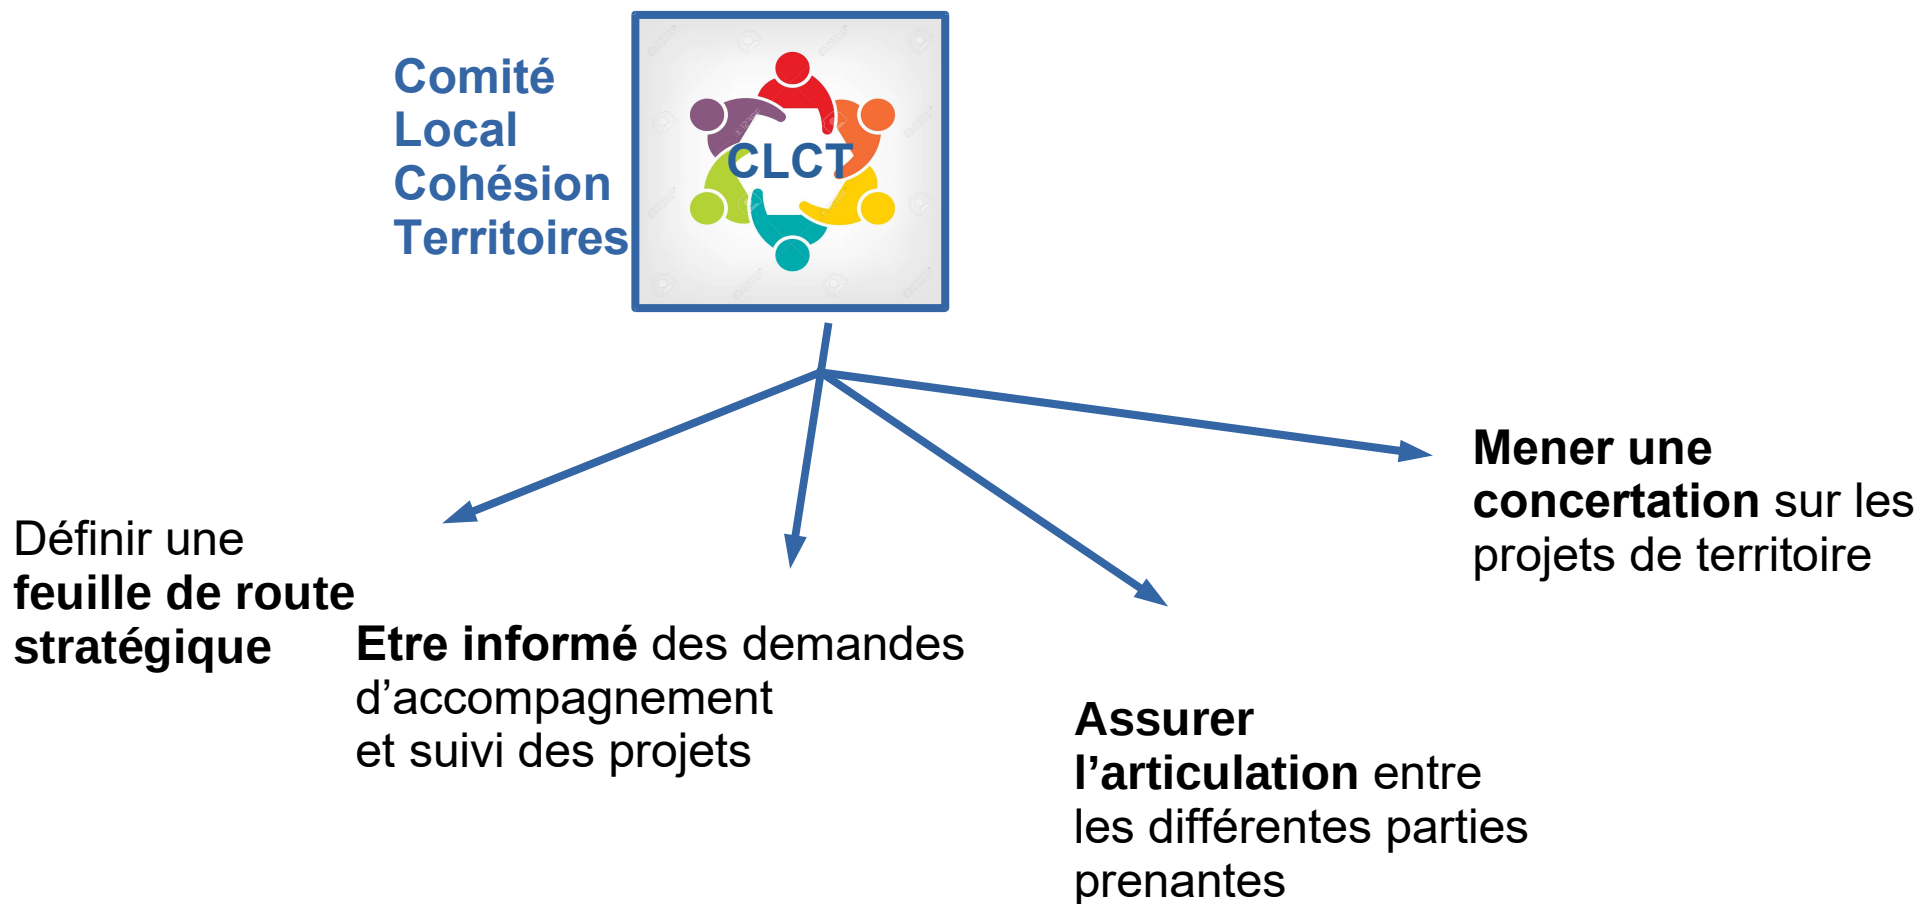 Comité
Local
Cohésion
Territoires
CLCT
Définir une
feuille de route
stratégique
Etre informé des demandes
d’accompagnement
et suivi des projets
Assurer
l’articulation entre
les différentes parties
prenantes
Mener une
concertation sur les
projets de territoire